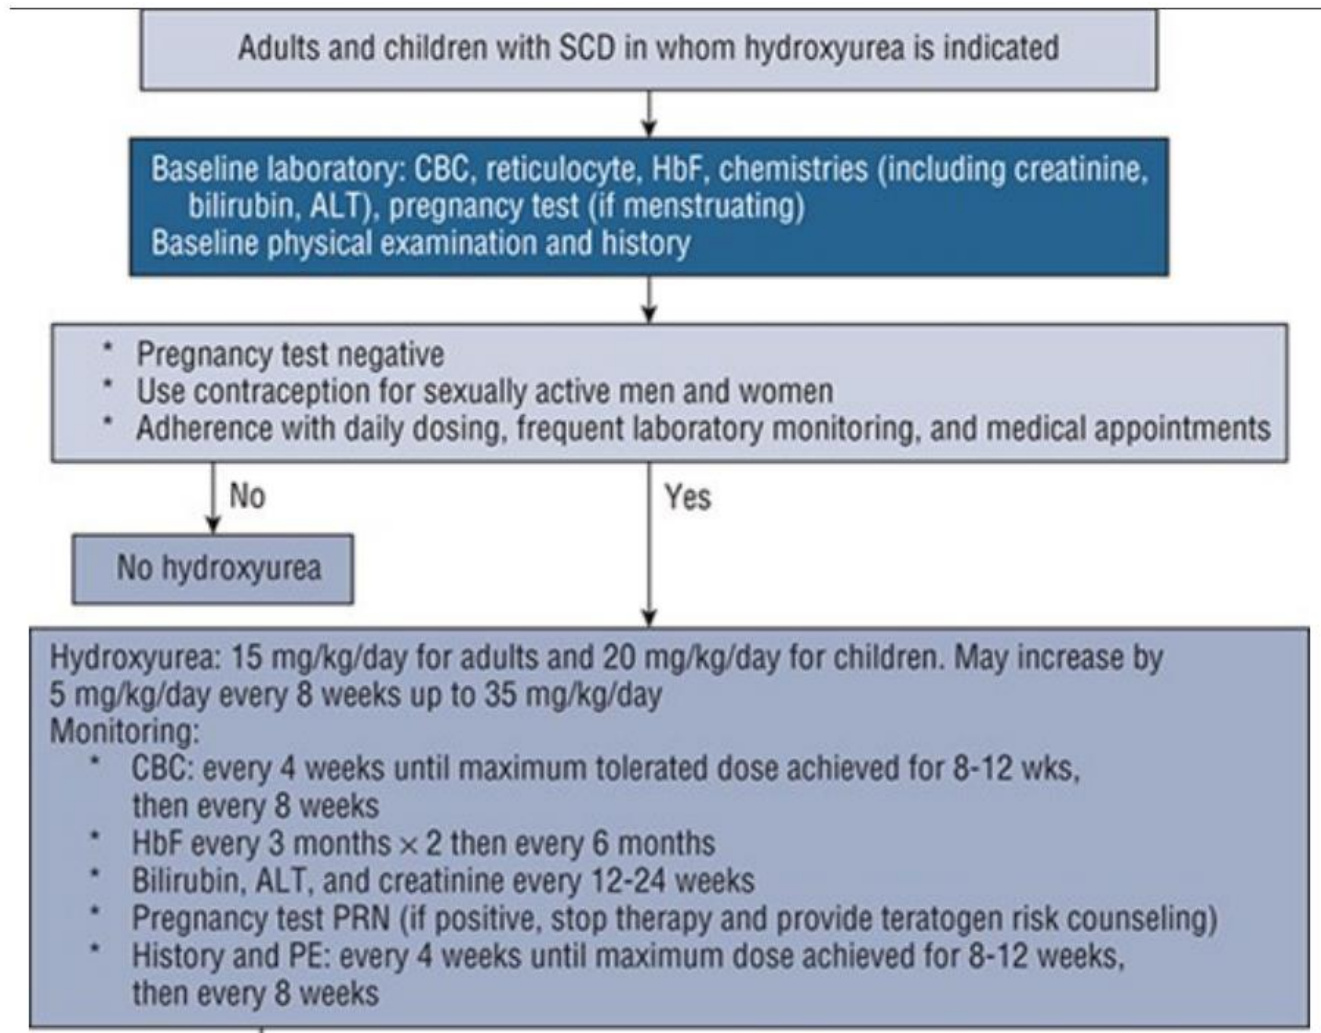 Adults and children with SCD in whom hydroxyurea is indicated
Baseline laboratory: CBC, reticulocyte, HbF, chemistries (including creatinine,
bilirubin, ALT), pregnancy test (if menstruating)
Baseline physical examination and history
* Pregnancy test negative
* Use contraception for sexually active men and women
* Adherence with daily dosing, frequent laboratory monitoring, and medical appointments
No
Yes
No hydroxyurea
Hydroxyurea: 15 mg/kg/day for adults and 20 mg/kg/day for children. May increase by
5 mg/kg/day every 8 weeks up to 35 mg/kg/day
Monitoring:
* CBC: every 4 weeks until maximum tolerated dose achieved for 8-12 wks,
then every 8 weeks
* HbF every 3 months × 2 then every 6 months
* Bilirubin, ALT, and creatinine every 12-24 weeks
* Pregnancy test PRN (if positive, stop therapy and provide teratogen risk counseling)
* History and PE: every 4 weeks until maximum dose achieved for 8-12 weeks,
then every 8 weeks